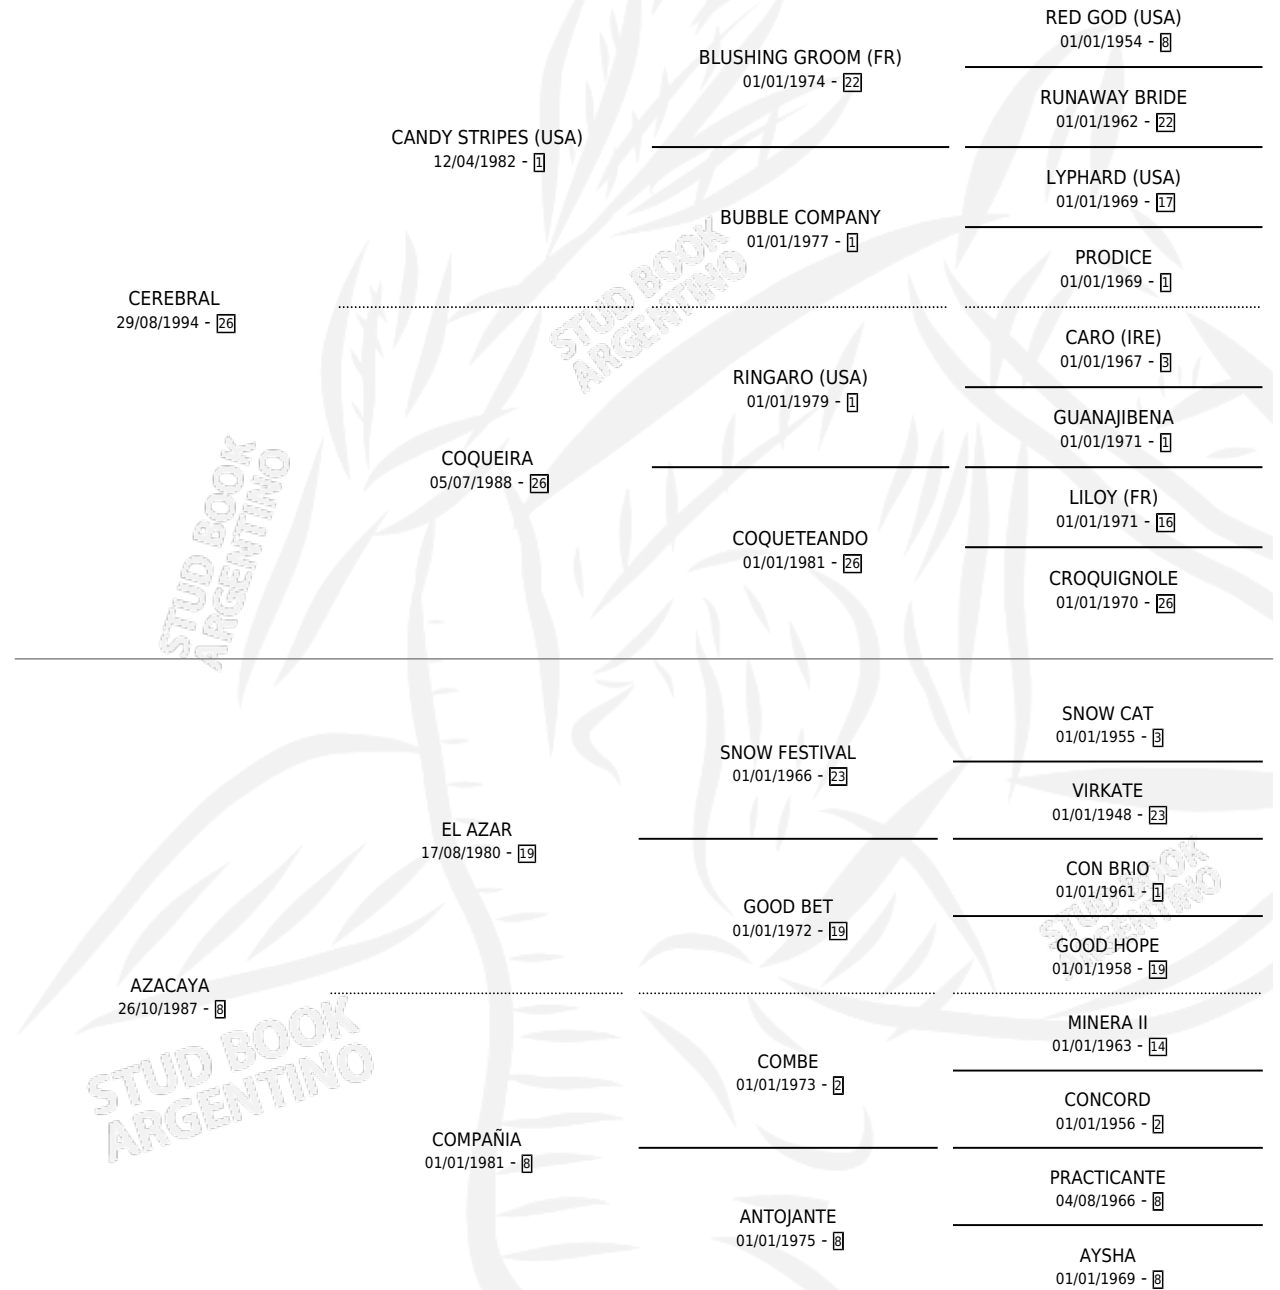 RED GOD (USA)
01/01/1954 - 8
BLUSHING GROOM (FR)
01/01/1974 - 22
RUNAWAY BRIDE
01/01/1962 - 22
CANDY STRIPES (USA)
12/04/1982 - 1
LYPHARD (USA)
01/01/1969 - 17
BUBBLE COMPANY
01/01/1977 - 1
PRODICE
01/01/1969 - 1
CEREBRAL
29/08/1994 - 26
STUD BOOK
ARGENTINO
CARO (IRE)
01/01/1967 - 3
RINGARO (USA)
01/01/1979 - 1
GUANAJIBENA
01/01/1971 - 1
COQUEIRA
05/07/1988 - 26
LILOY (FR)
01/01/1971 - 16
COQUETEANDO
01/01/1981 - 26
CROQUIGNOLE
01/01/1970 - 26
STUD BOOK
ARGENTINO
SNOW CAT
01/01/1955 - 3
SNOW FESTIVAL
01/01/1966 - 23
VIRKATE
01/01/1948 - 23
EL AZAR
17/08/1980 - 19
CON BRIO
01/01/1961 - 1
GOOD BET
01/01/1972 - 19
GOOD HOPE
01/01/1958 - 19
STUD BOOK
ARGENTINO
AZACAYA
26/10/1987 - 8
MINERA II
01/01/1963 - 14
COMBE
01/01/1973 - 2
CONCORD
01/01/1956 - 2
STUD BOOK
ARGENTINO
COMPAÑIA
01/01/1981 - 8
PRACTICANTE
04/08/1966 - 8
ANTOJANTE
01/01/1975 - 8
AYSHA
01/01/1969 - 8